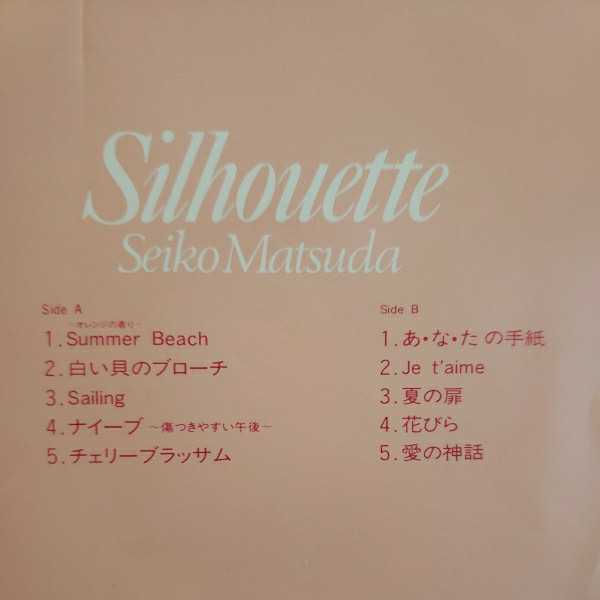 Silhouette
Seiko Matsuda
Side A
～オレンジの香り～
1. Summer Beach
2. 白い貝のブローチ
3. Sailing
4. ナイーブ ～傷つきやすい午後～
5. チェリーブラッサム
Side B
1. あ・な・たの手紙
2. Je t'aime
3. 夏の扉
4. 花びら
5. 愛の神話